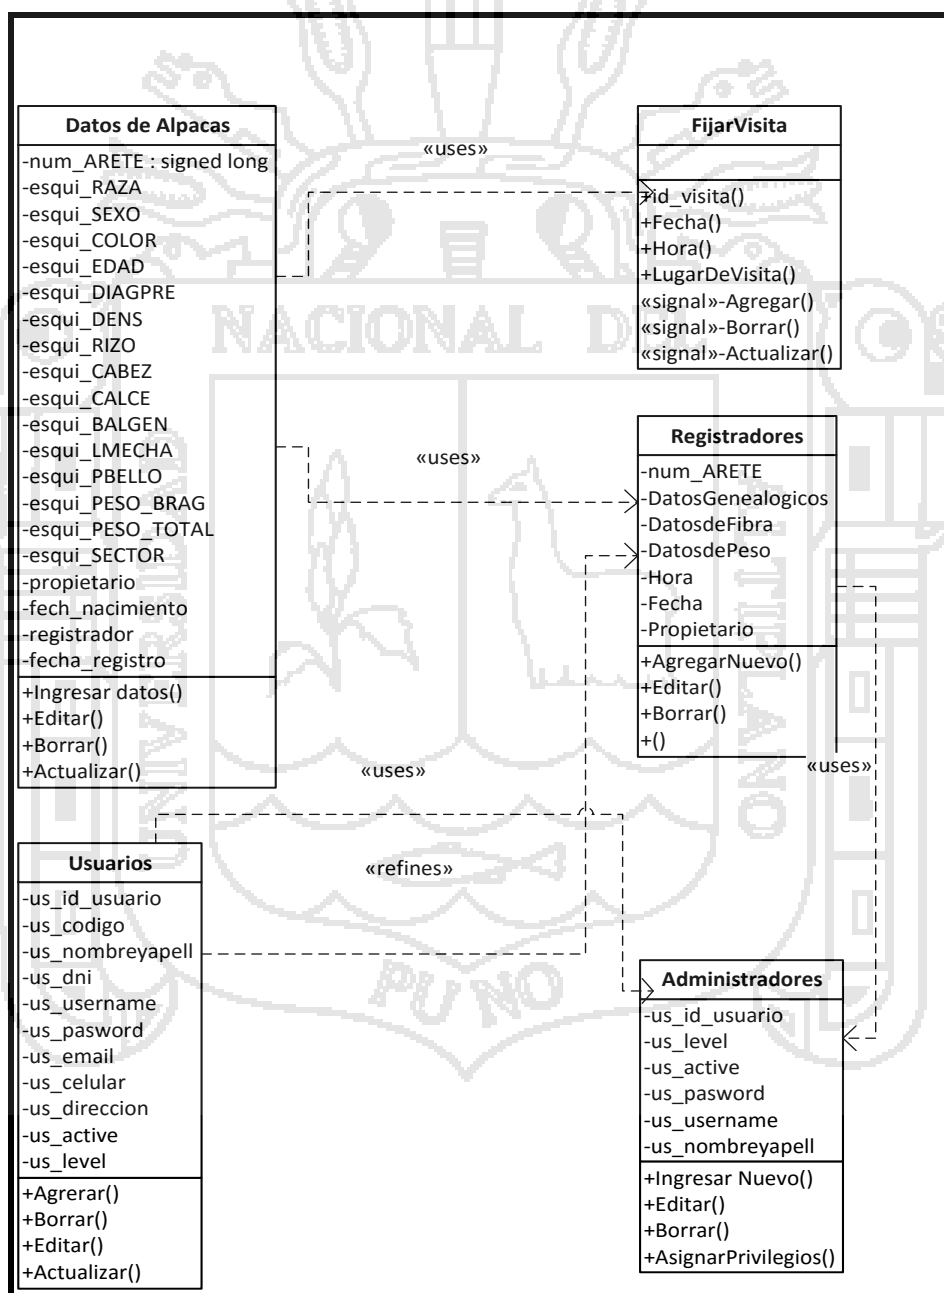 Datos de Alpacas
-num_ARETE : signed long
-esqui_RAZA
-esqui_SEXO
-esqui_COLOR
-esqui_EDAD
-esqui_DIAGPRE
-esqui_DENS
-esqui_RIZO
-esqui_CABEZ
-esqui_CALCE
-esqui_BALGEN
-esqui_LMECHA
-esqui_PBELLO
-esqui_PESO_BRAG
-esqui_PESO_TOTAL
-esqui_SECTOR
-propietario
-fech_nacimiento
-registrador
-fecha_registro
+Ingresar datos()
+Editar()
+Borrar()
+Actualizar()
«uses»
FijarVisita
+id_visita()
+Fecha()
+Hora()
+LugarDeVisita()
«signal»-Agregar()
«signal»-Borrar()
«signal»-Actualizar()
«uses»
Registradores
-num_ARETE
-DatosGenealogicos
-DatosdeFibra
-DatosdePeso
-Hora
-Fecha
-Propietario
+AgregarNuevo()
+Editar()
+Borrar()
+()
«uses»
«uses»
«refines»
Usuarios
-us_id_usuario
-us_codigo
-us_nombreyapell
-us_dni
-us_username
-us_pasword
-us_email
-us_celular
-us_direccion
-us_active
-us_level
+Agrerar()
+Borrar()
+Editar()
+Actualizar()
Administradores
-us_id_usuario
-us_level
-us_active
-us_pasword
-us_username
-us_nombreyapell
+Ingresar Nuevo()
+Editar()
+Borrar()
+AsignarPrivilegios()
UNIVERSIDAD
NACIONAL DEL
ALTIPLANO
PUNO